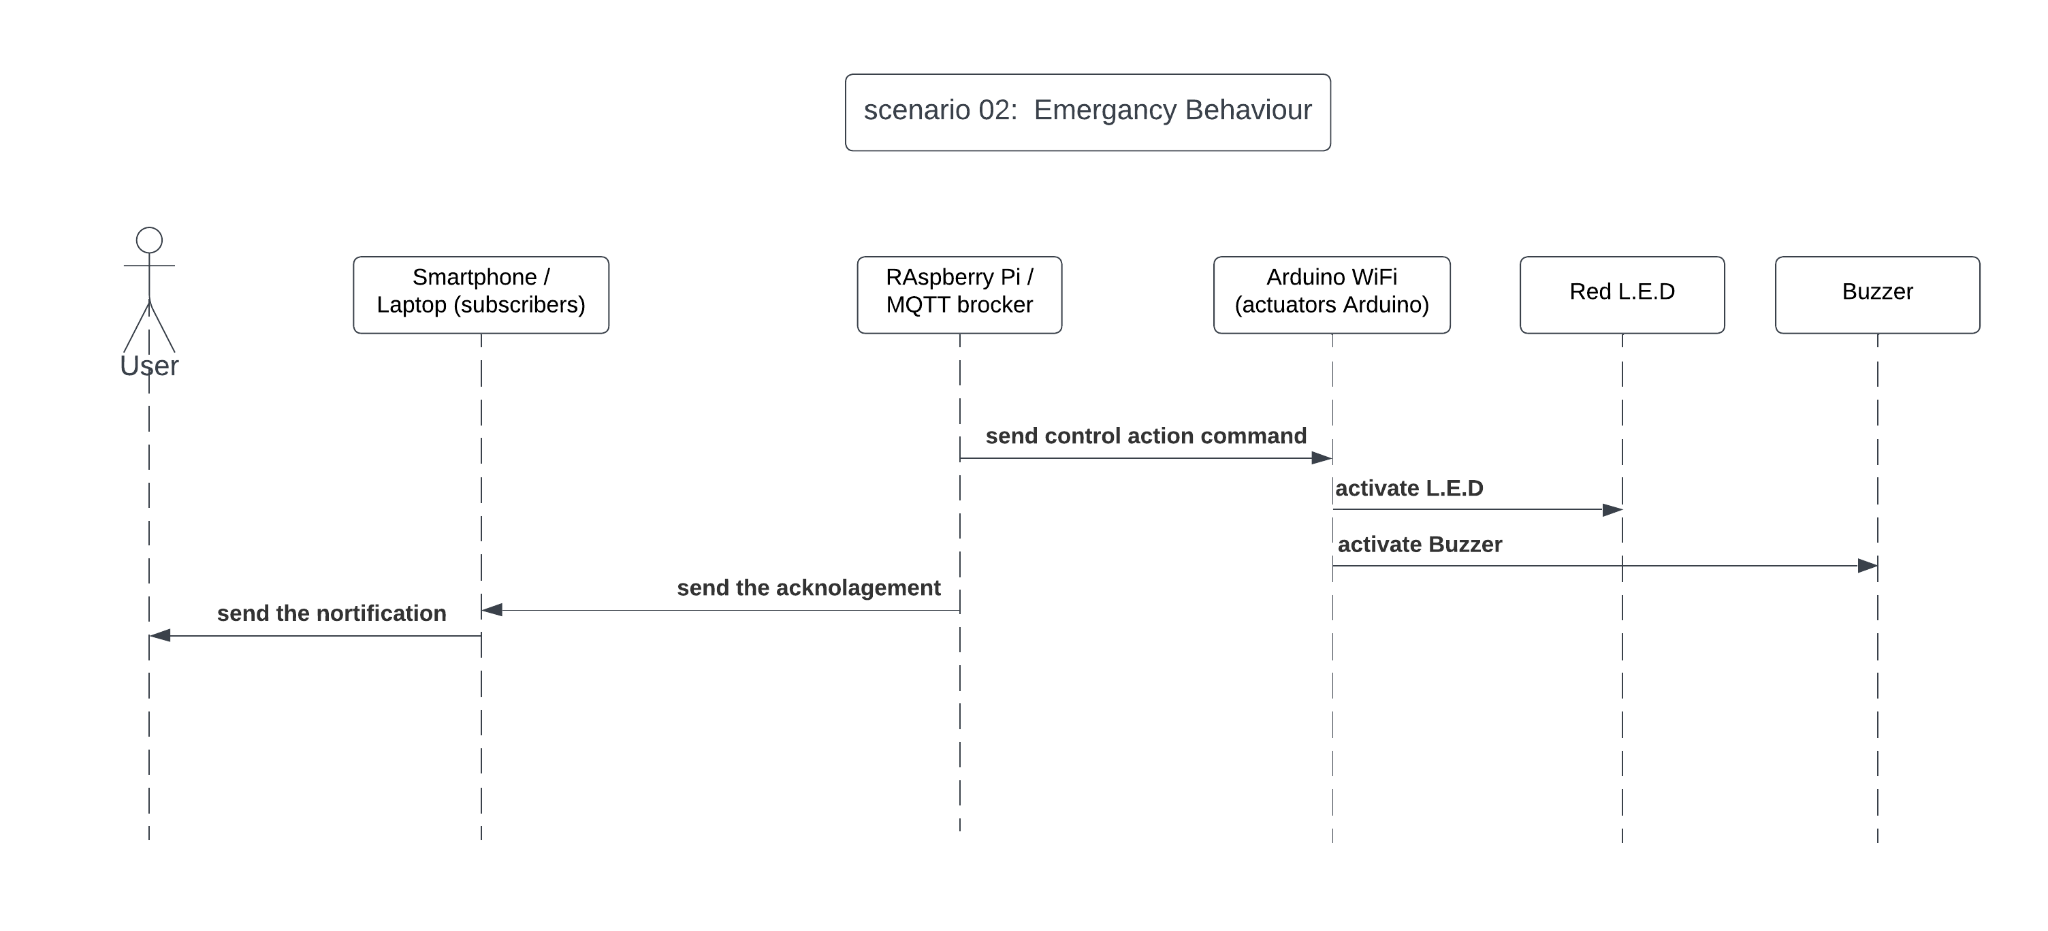 scenario 02:  Emergancy Behaviour
User
Smartphone /
Laptop (subscribers)
RAspberry Pi /
MQTT brocker
Arduino WiFi
(actuators Arduino)
Red L.E.D
Buzzer
send control action command
activate L.E.D
activate Buzzer
send the acknolagement
send the nortification